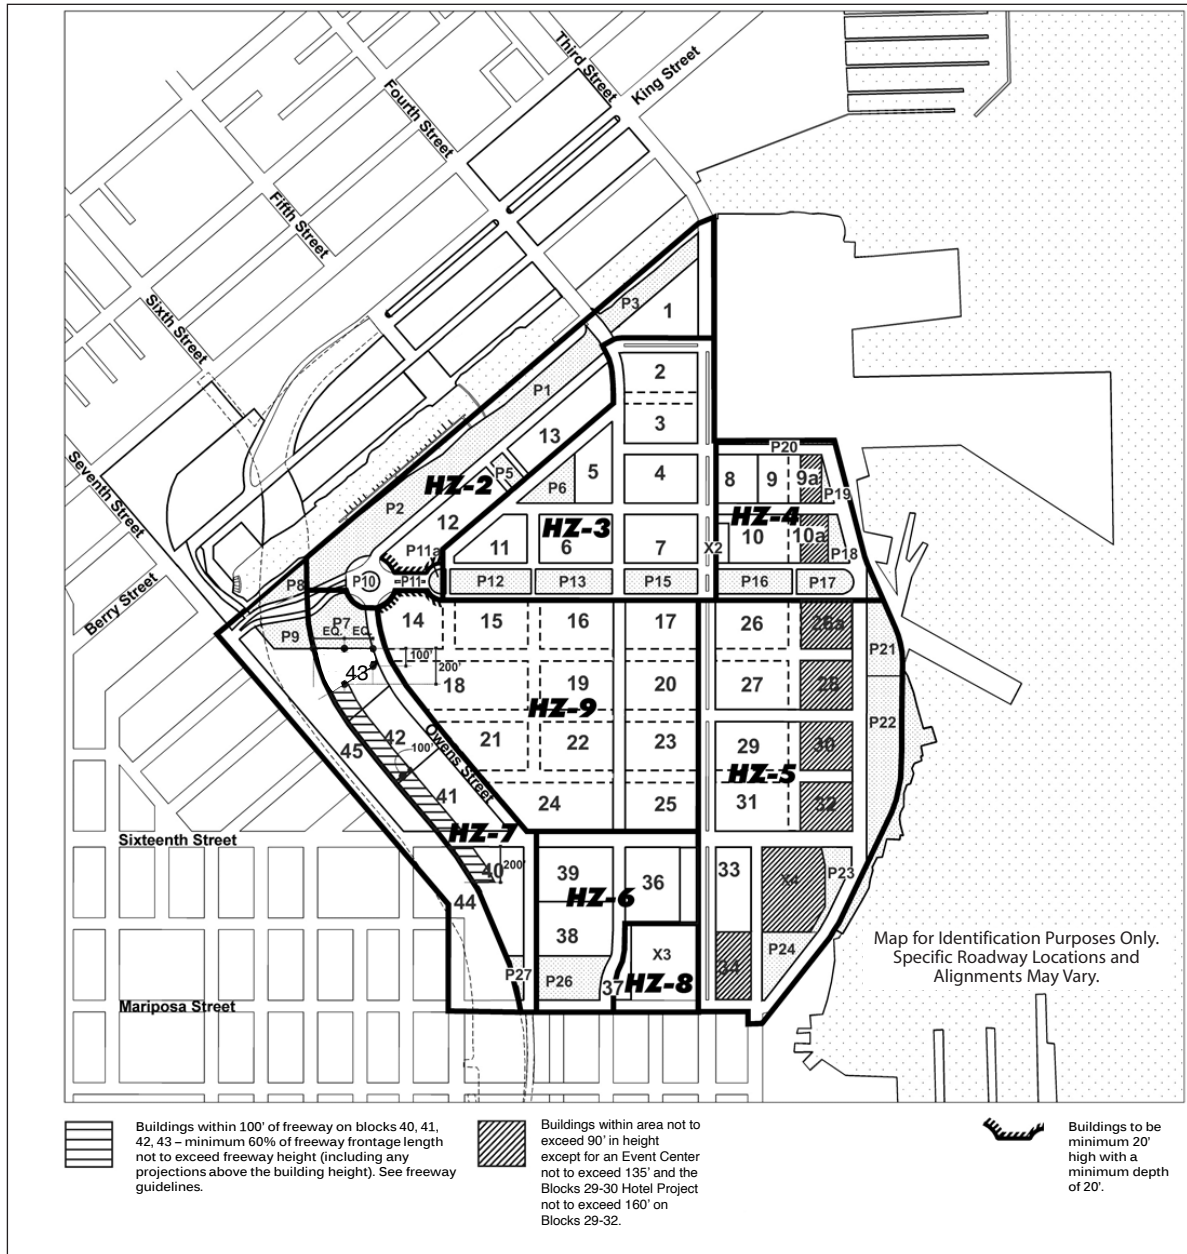 Third Street
King Street
Fourth Street
Fifth Street
Sixth Street
Seventh Street
Berry Street
P3
1
2
P1
3
13
P20
P5
5
4
8
9
9a
P6
HZ-2
P19
P2
12
HZ-3
HZ-4
11
6
7
X2
10
10a
P18
P11a
P8
P10
P11
P12
P13
P15
P16
P17
P9
P7
EQ.
EQ.
14
15
16
17
26
26a
P21
100'
200'
43
18
19
20
27
28
HZ-9
P22
Owens Street
45
42
100'
21
22
23
29
30
HZ-5
41
24
25
31
32
Sixteenth Street
HZ-7
40
200'
39
36
33
X4
P23
44
HZ-6
38
X3
34
P24
Map for Identification Purposes Only.
Specific Roadway Locations and
Alignments May Vary.
P27
P26
37
HZ-8
Mariposa Street
Buildings within 100' of freeway on blocks 40, 41,
42, 43 – minimum 60% of freeway frontage length
not to exceed freeway height (including any
projections above the building height). See freeway
guidelines.
Buildings within area not to
exceed 90' in height
except for an Event Center
not to exceed 135' and the
Blocks 29-30 Hotel Project
not to exceed 160' on
Blocks 29-32.
Buildings to be
minimum 20'
high with a
minimum depth
of 20'.